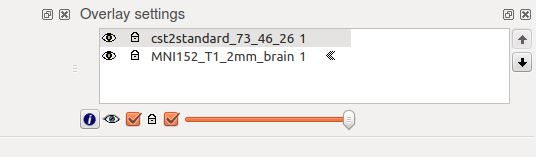 Overlay settings
cst2standard_73_46_26 1
MNI152_T1_2mm_brain 1